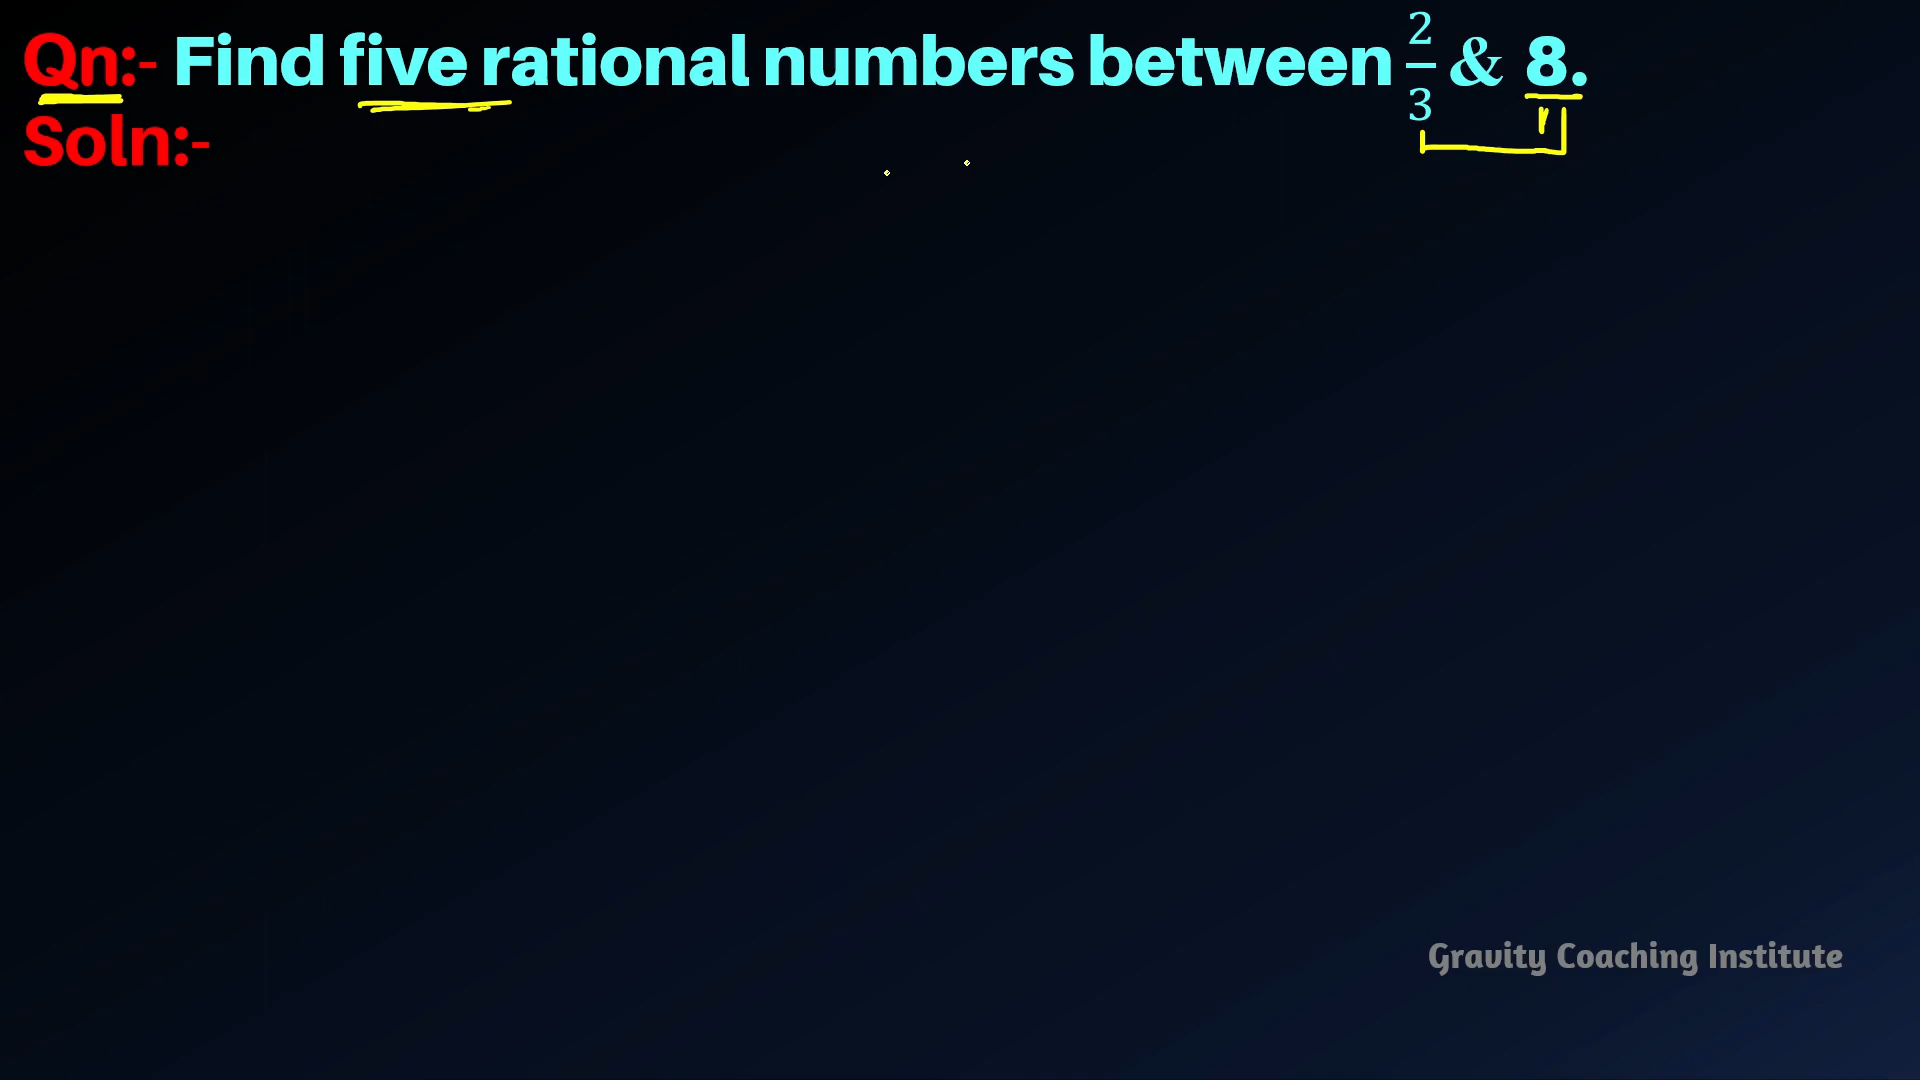 Qn:- Find five rational numbers between 2/3 & 8.
Soln:-
Gravity Coaching Institute